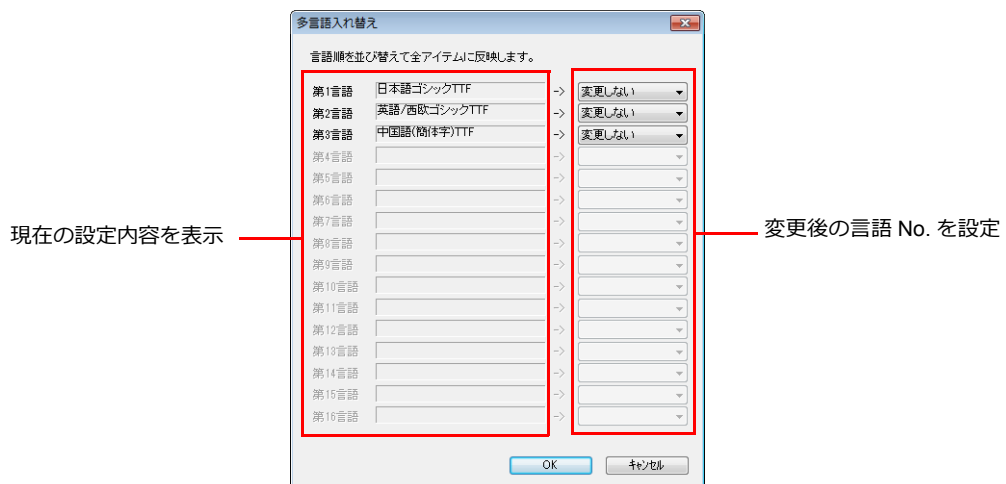 多言語入れ替え
言語順を並び替えて全アイテムに反映します。
第1言語 日本語ゴシックTTF -> 変更しない
第2言語 英語/西欧ゴシックTTF -> 変更しない
第3言語 中国語(簡体字)TTF -> 変更しない
第4言語 ->
第5言語 ->
第6言語 ->
第7言語 ->
現在の設定内容を表示
変更後の言語 No. を設定
第8言語 ->
第9言語 ->
第10言語 ->
第11言語 ->
第12言語 ->
第13言語 ->
第14言語 ->
第15言語 ->
第16言語 ->
OK キャンセル